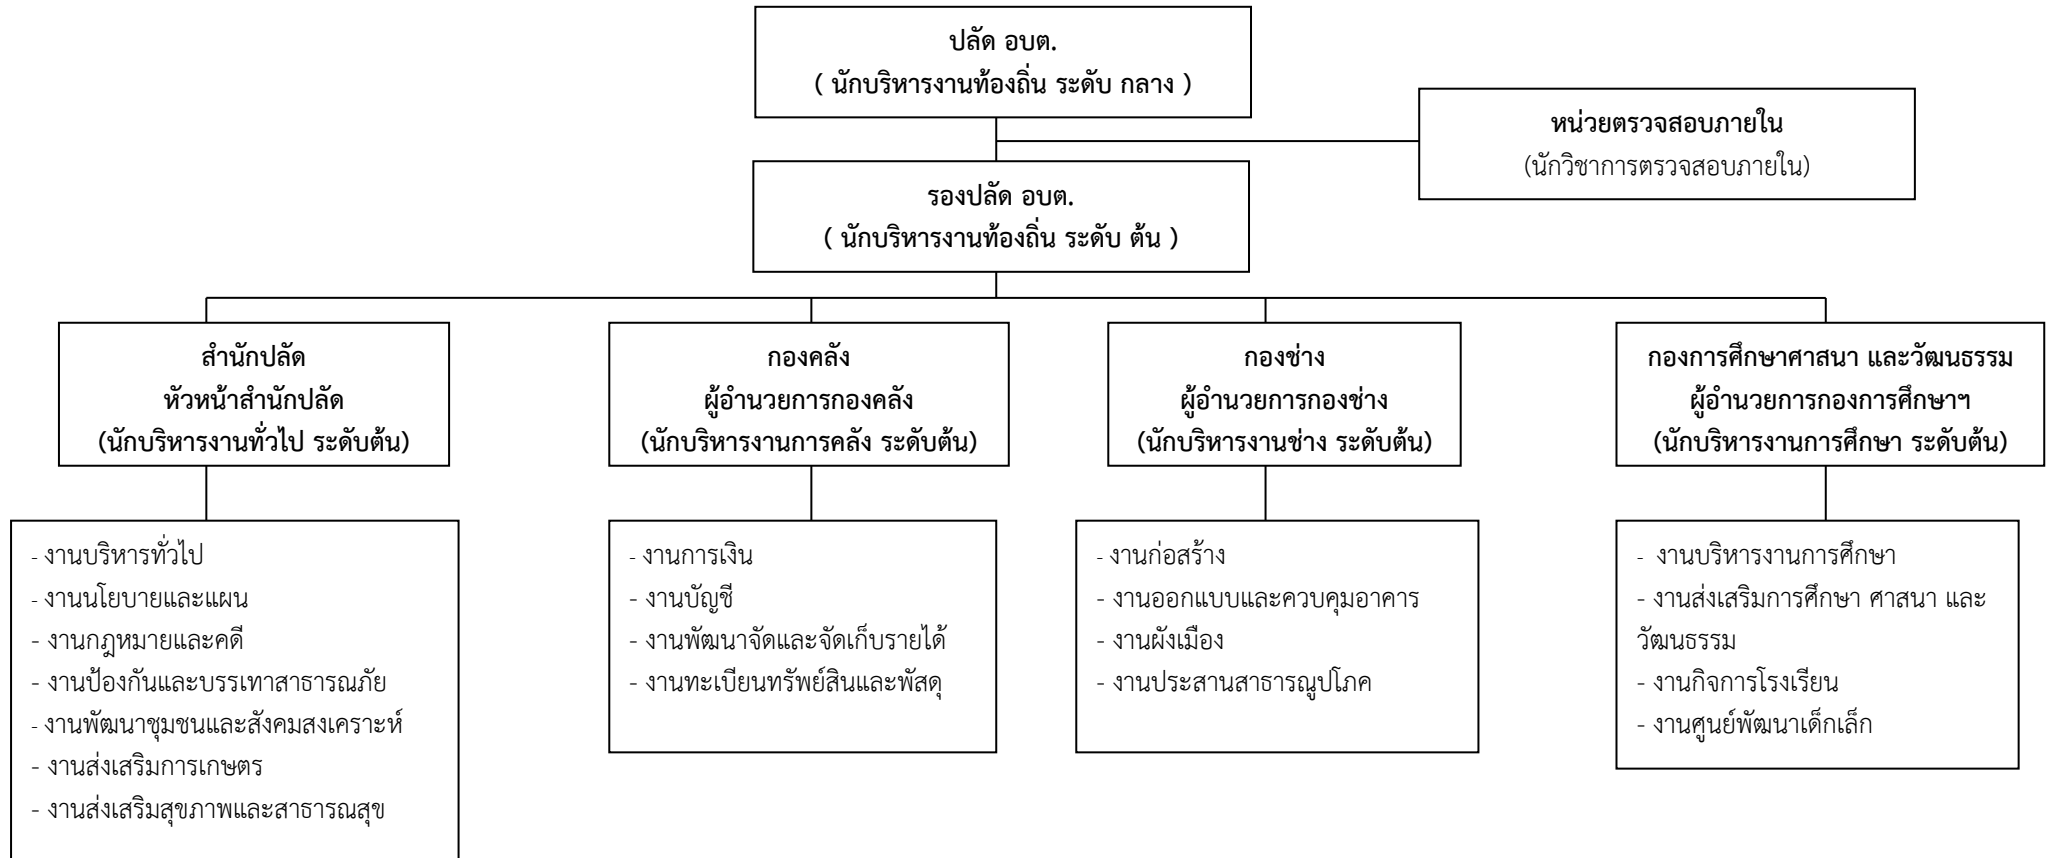 ปลัด อบต.
( นักบริหารงานท้องถิ่น ระดับ กลาง )
หน่วยตรวจสอบภายใน
(นักวิชาการตรวจสอบภายใน)
รองปลัด อบต.
( นักบริหารงานท้องถิ่น ระดับ ต้น )
สำนักปลัด
หัวหน้าสำนักปลัด
(นักบริหารงานทั่วไป ระดับต้น)
กองคลัง
ผู้อำนวยการกองคลัง
(นักบริหารงานการคลัง ระดับต้น)
กองช่าง
ผู้อำนวยการกองช่าง
(นักบริหารงานช่าง ระดับต้น)
กองการศึกษาศาสนา และวัฒนธรรม
ผู้อำนวยการกองการศึกษาฯ
(นักบริหารงานการศึกษา ระดับต้น)
- งานบริหารทั่วไป
- งานนโยบายและแผน
- งานกฎหมายและคดี
- งานป้องกันและบรรเทาสาธารณภัย
- งานพัฒนาชุมชนและสังคมสงเคราะห์
- งานส่งเสริมการเกษตร
- งานส่งเสริมสุขภาพและสาธารณสุข
- งานการเงิน
- งานบัญชี
- งานพัฒนาจัดและจัดเก็บรายได้
- งานทะเบียนทรัพย์สินและพัสดุ
- งานก่อสร้าง
- งานออกแบบและควบคุมอาคาร
- งานผังเมือง
- งานประสานสาธารณูปโภค
- งานบริหารงานการศึกษา
- งานส่งเสริมการศึกษา ศาสนา และ
วัฒนธรรม
- งานกิจการโรงเรียน
- งานศูนย์พัฒนาเด็กเล็ก